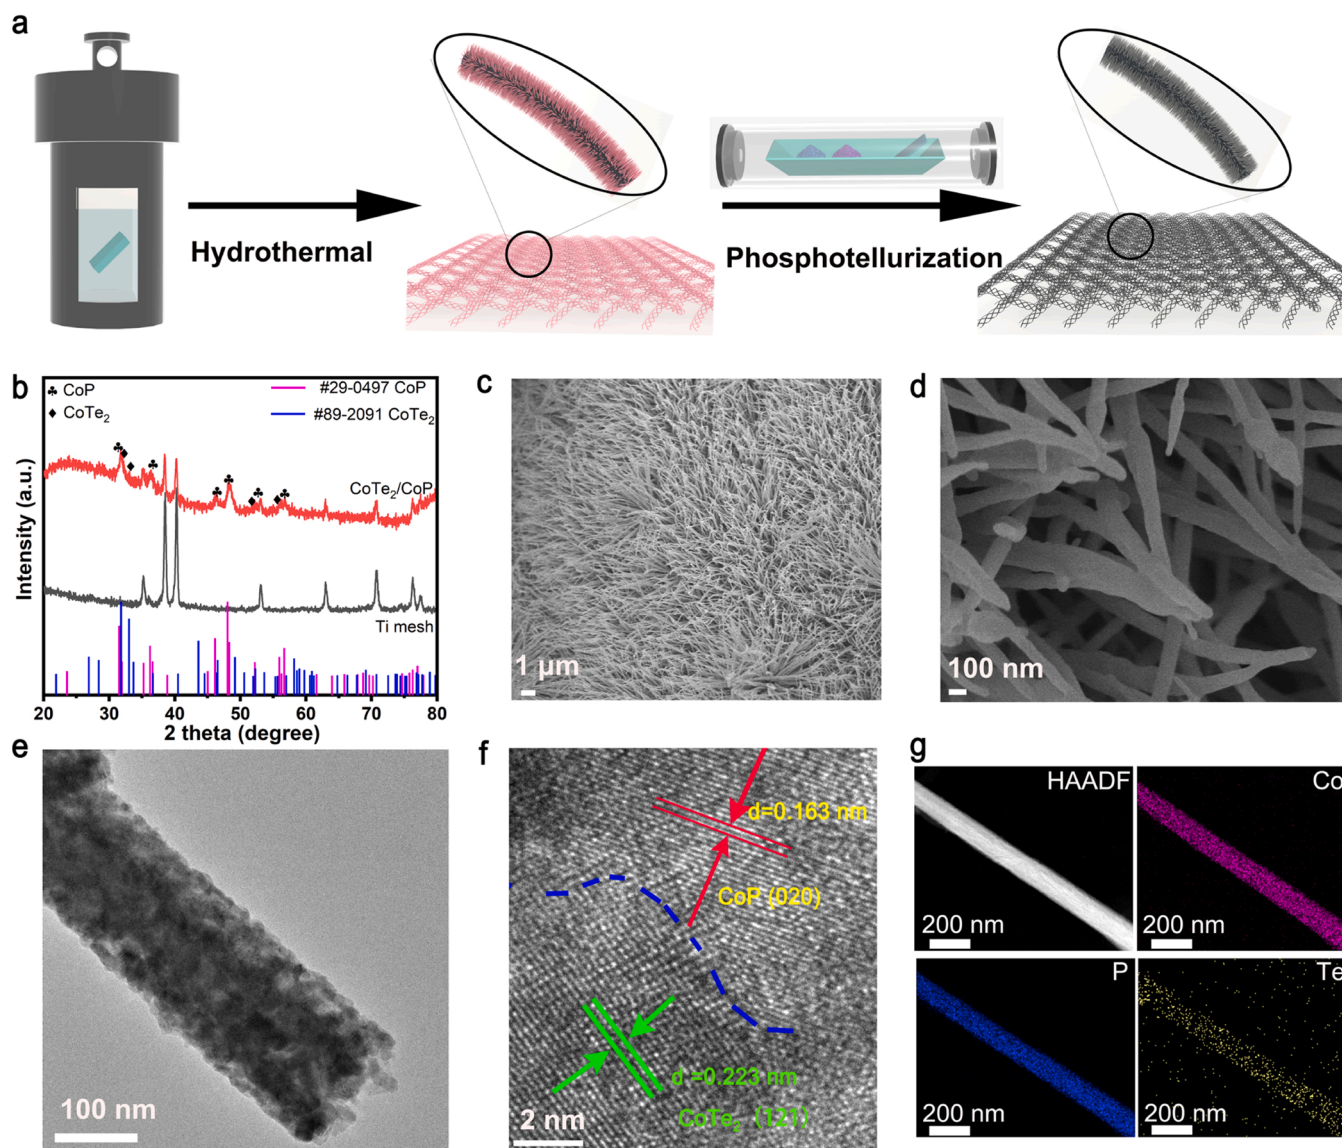 a
Hydrothermal
Phosphotellurization
b
♣ CoP
♦ CoTe₂
#29-0497 CoP
#89-2091 CoTe₂
Intensity (a.u.)
CoTe₂/CoP
Ti mesh
20 30 40 50 60 70 80
2 theta (degree)
c
1 μm
d
100 nm
e
100 nm
f
d=0.163 nm
CoP (020)
d =0.223 nm
CoTe₂ (121)
2 nm
g
HAADF
200 nm
Co
200 nm
P
200 nm
Te
200 nm